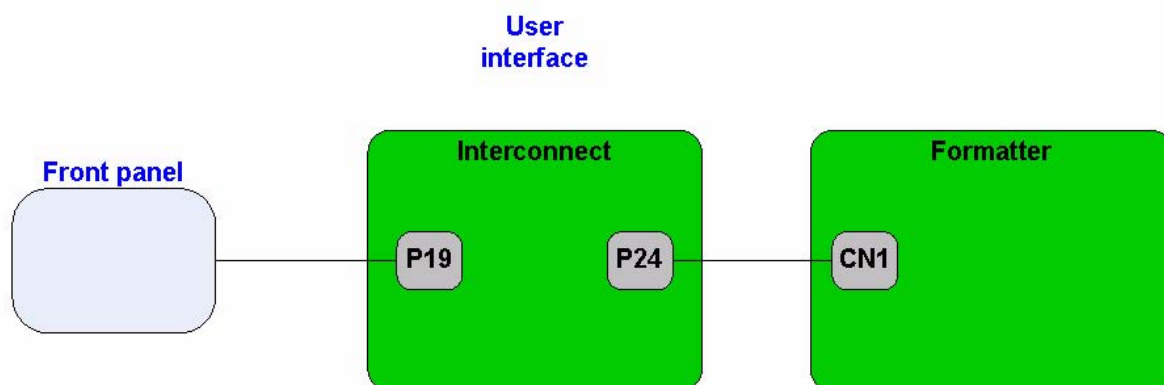 User
interface
Front panel
Interconnect
Formatter
P19
P24
CN1